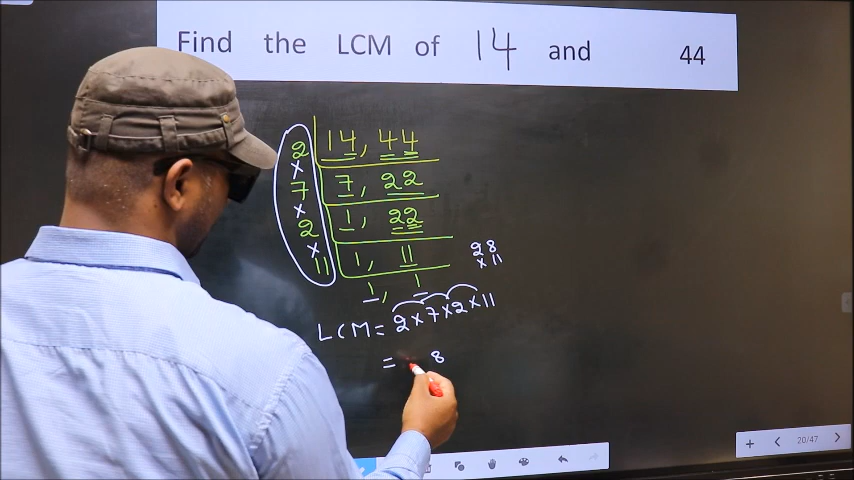 Find the LCM of 14 and 44
2 14, 44
×
7 7, 22
×
2 1, 22
×
11 1, 11
1, 1
28
× 11
LCM = 2 × 7 × 2 × 11
= 8
20/47